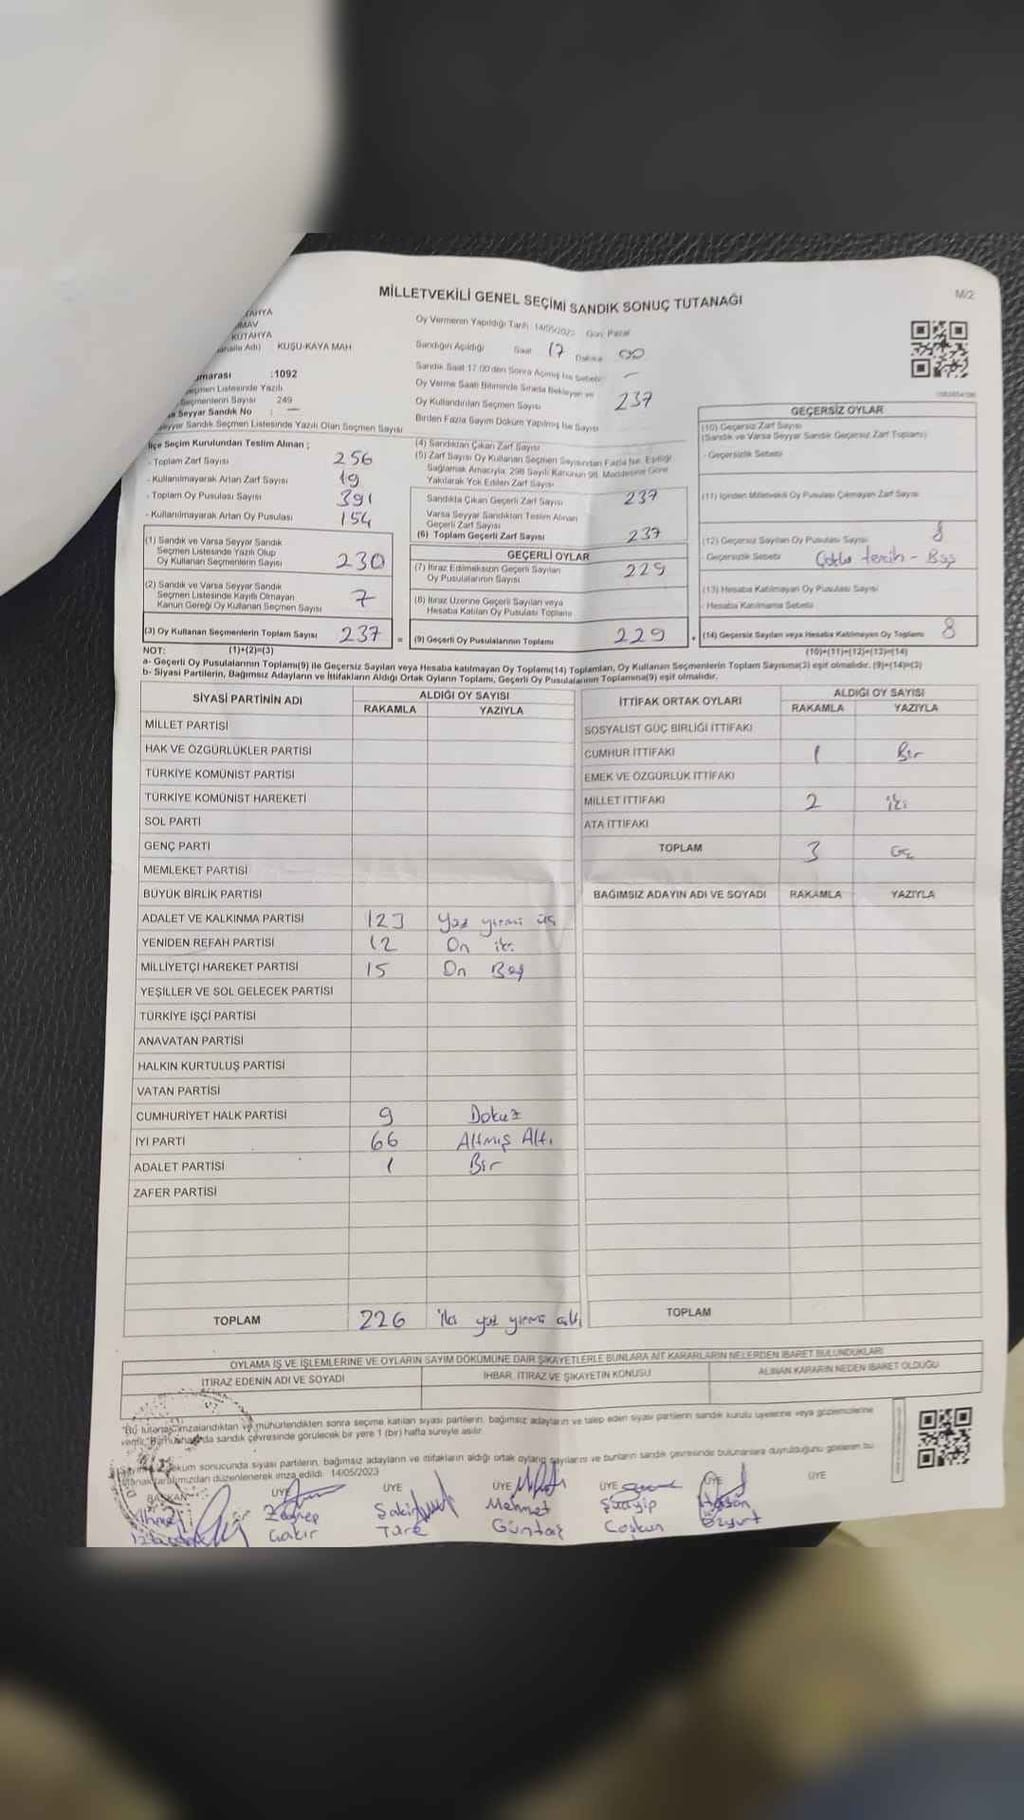 MİLLETVEKİLİ GENEL SEÇİMİ SANDIK SONUÇ TUTANAĞI
M/2
KÜTAHYA
KUŞU-KAYA MAH
:1092
Seçmenlerin Sayısı 249
Seyyar Sandık No : —
Seyyar Sandık Seçmen Listesinde Yazılı Olan Seçmen Sayısı
Oy Vermenin Yapıldığı Tarih : 14/05/2023 Gün: Pazar
Sandığın Açıldığı Saat 17 Dakika 00
Sandık Saat 17.00'den Sonra Açılmış İse Sebebi: —
Oy Verme Saati Bitiminde Sırada Bekleyen ve
Oy Kullandırılan Seçmen Sayısı 237
Birden Fazla Sayım Döküm Yapılmış İse Sayısı
İlçe Seçim Kurulundan Teslim Alınan ;
- Toplam Zarf Sayısı 256
- Kullanılmayarak Artan Zarf Sayısı 19
- Toplam Oy Pusulası Sayısı 391
- Kullanılmayarak Artan Oy Pusulası 154
(1) Sandık ve Varsa Seyyar Sandık
Seçmen Listesinde Yazılı Olup
Oy Kullanan Seçmenlerin Sayısı 230
(2) Sandık ve Varsa Seyyar Sandık
Seçmen Listesinde Kayıtlı Olmayan
Kanun Gereği Oy Kullanan Seçmen Sayısı 7
(3) Oy Kullanan Seçmenlerin Toplam Sayısı 237 =
(4) Sandıktan Çıkan Zarf Sayısı
(5) Zarf Sayısı Oy Kullanan Seçmen Sayısından Fazla İse, Eşitliği
Sağlamak Amacıyla, 298 Sayılı Kanunun 98. Maddesine Göre
Yakılarak Yok Edilen Zarf Sayısı
Sandıkta Çıkan Geçerli Zarf Sayısı 237
Varsa Seyyar Sandıktan Teslim Alınan
Geçerli Zarf Sayısı
(6) Toplam Geçerli Zarf Sayısı 237
GEÇERLİ OYLAR
(7) İtiraz Edilmeksizin Geçerli Sayılan
Oy Pusulalarının Sayısı 229
(8) İtiraz Üzerine Geçerli Sayılan veya
Hesaba Katılan Oy Pusulası Toplamı
(9) Geçerli Oy Pusulalarının Toplamı 229 +
GEÇERSİZ OYLAR
(10) Geçersiz Zarf Sayısı
(Sandık ve Varsa Seyyar Sandık Geçersiz Zarf Toplamı)
- Geçersizlik Sebebi
(11) İçinden Milletvekili Oy Pusulası Çıkmayan Zarf Sayısı
(12) Geçersiz Sayılan Oy Pusulası Sayısı 8
Geçersizlik Sebebi Çoklu tercih - Boş
(13) Hesaba Katılmayan Oy Pusulası Sayısı
- Hesaba Katılmama Sebebi
(14) Geçersiz Sayılan veya Hesaba Katılmayan Oy Toplamı 8
NOT: (1)+(2)=(3) (10)+(11)+(12)+(13)=(14)
a- Geçerli Oy Pusulalarının Toplamı(9) ile Geçersiz Sayılan veya Hesaba katılmayan Oy Toplamı(14) Toplamları, Oy Kullanan Seçmenlerin Toplam Sayısına(3) eşit olmalıdır. (9)+(14)=(3)
b- Siyasi Partilerin, Bağımsız Adayların ve İttifakların Aldığı Ortak Oyların Toplamı, Geçerli Oy Pusulalarının Toplamına(9) eşit olmalıdır.
SİYASİ PARTİNİN ADI ALDIĞI OY SAYISI
RAKAMLA YAZIYLA
MİLLET PARTİSİ
HAK VE ÖZGÜRLÜKLER PARTİSİ
TÜRKİYE KOMÜNİST PARTİSİ
TÜRKİYE KOMÜNİST HAREKETİ
SOL PARTİ
GENÇ PARTİ
MEMLEKET PARTİSİ
BÜYÜK BİRLİK PARTİSİ
ADALET VE KALKINMA PARTİSİ 123 Yüz yirmi üç
YENİDEN REFAH PARTİSİ 12 On iki
MİLLİYETÇİ HAREKET PARTİSİ 15 On Beş
YEŞİLLER VE SOL GELECEK PARTİSİ
TÜRKİYE İŞÇİ PARTİSİ
ANAVATAN PARTİSİ
HALKIN KURTULUŞ PARTİSİ
VATAN PARTİSİ
CUMHURİYET HALK PARTİSİ 9 Dokuz
İYİ PARTİ 66 Altmış Altı
ADALET PARTİSİ 1 Bir
ZAFER PARTİSİ
TOPLAM 226 iki yüz yirmi altı
İTTİFAK ORTAK OYLARI ALDIĞI OY SAYISI
RAKAMLA YAZIYLA
SOSYALİST GÜÇ BİRLİĞİ İTTİFAKI
CUMHUR İTTİFAKI 1 Bir
EMEK VE ÖZGÜRLÜK İTTİFAKI
MİLLET İTTİFAKI 2 iki
ATA İTTİFAKI
TOPLAM 3 üç
BAĞIMSIZ ADAYIN ADI VE SOYADI RAKAMLA YAZIYLA
TOPLAM
OYLAMA İŞ VE İŞLEMLERİNE VE OYLARIN SAYIM DÖKÜMÜNE DAİR ŞİKAYETLERLE BUNLARA AİT KARARLARIN NELERDEN İBARET BULUNDUKLARI
İTİRAZ EDENİN ADI VE SOYADI İHBAR, İTİRAZ VE ŞİKAYETİN KONUSU ALINAN KARARIN NEDEN İBARET OLDUĞU
"Bu tutanak imzalandıktan ve mühürlendikten sonra seçime katılan siyasi partilerin, bağımsız adayların ve talep eden siyasi partilerin sandık kurulu üyelerine veya gözlemcilerine
sandık çevresinde görülecek bir yere 1 (bir) hafta süreyle asılır.
döküm sonucunda siyasi partilerin, bağımsız adayların ve ittifakların aldığı ortak oyların sayılarını ve bunların sandık çevresinde bulunanlara duyurulduğunu gösteren bu
tutanak tarafımızdan düzenlenerek imza edildi. 14/05/2023
BAŞKAN ÜYE ÜYE ÜYE ÜYE ÜYE ÜYE
Zeynep Şakir Mehmet Şuayip Hasan
Çakır Türe Güntaş Coşkun Özyurt